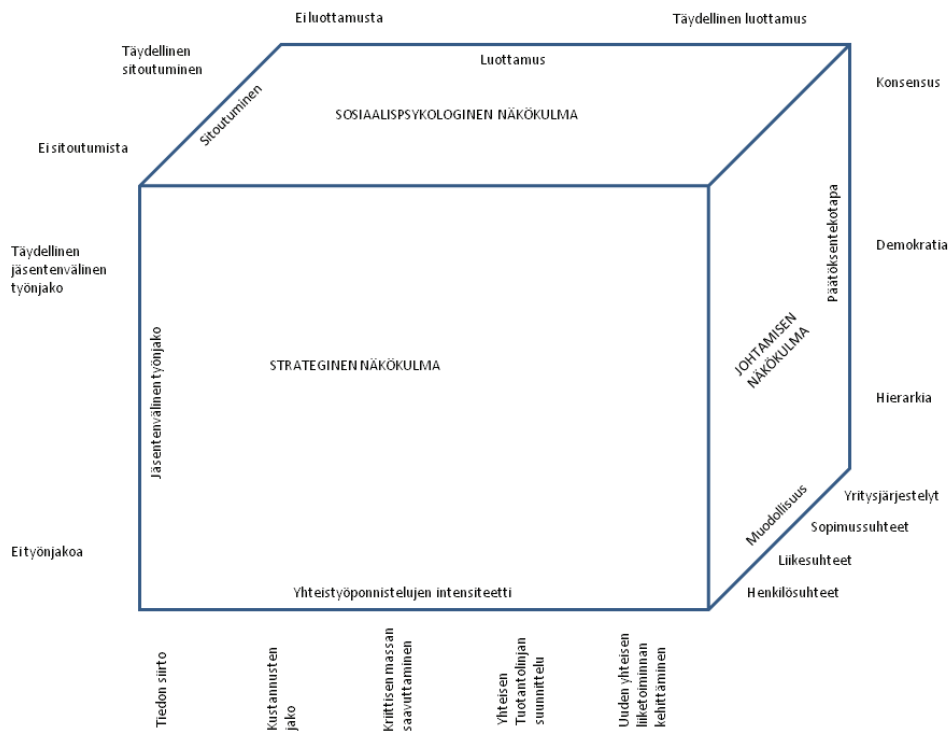 Ei luottamusta
Täydellinen luottamus
Täydellinen
sitoutuminen
Luottamus
Konsensus
Sitoutuminen
SOSIAALISPSYKOLOGINEN NÄKÖKULMA
Ei sitoutumista
Täydellinen
jäsentenvälinen
työnjako
Päätöksentekotapa
Demokratia
Jäsentenvälinen työnjako
STRATEGINEN NÄKÖKULMA
JOHTAMISEN
NÄKÖKULMA
Hierarkia
Muodollisuus
Yritysjärjestelyt
Sopimussuhteet
Liikesuhteet
Henkilösuhteet
Ei työnjakoa
Yhteistyöponnistelujen intensiteetti
Tiedon siirto
Kustannusten
jako
Kriittisen massan
saavuttaminen
Yhteisen
Tuotantolinjan
suunnittelu
Uuden yhteisen
liiketoiminnan
kehittäminen